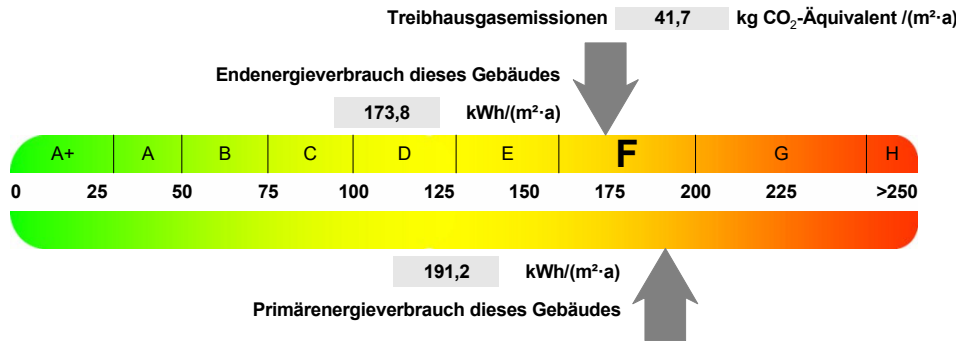 Treibhausgasemissionen 41,7 kg CO₂-Äquivalent /(m²·a)
Endenergieverbrauch dieses Gebäudes
173,8 kWh/(m²·a)
A+ A B C D E F G H
0 25 50 75 100 125 150 175 200 225 >250
191,2 kWh/(m²·a)
Primärenergieverbrauch dieses Gebäudes